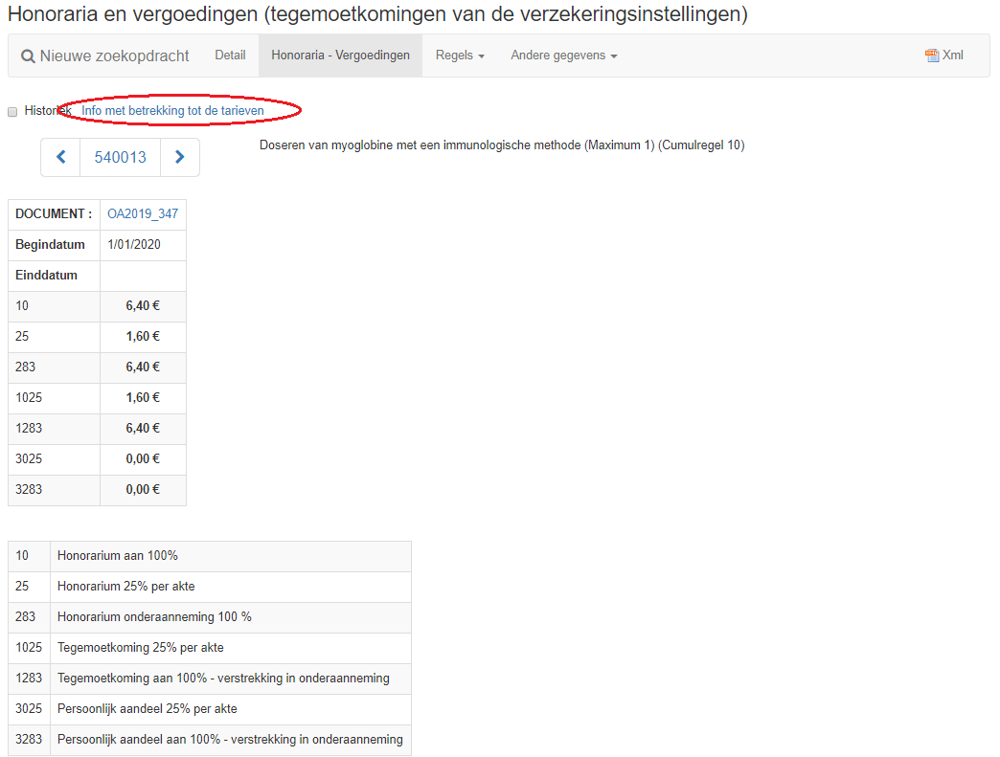 Honoraria en vergoedingen (tegemoetkomingen van de verzekeringsinstellingen)
Nieuwe zoekopdracht Detail Honoraria - Vergoedingen Regels Andere gegevens Xml
Historiek Info met betrekking tot de tarieven
540013 Doseren van myoglobine met een immunologische methode (Maximum 1) (Cumulregel 10)
DOCUMENT : OA2019_347
Begindatum 1/01/2020
Einddatum
10 6,40 €
25 1,60 €
283 6,40 €
1025 1,60 €
1283 6,40 €
3025 0,00 €
3283 0,00 €
10 Honorarium aan 100%
25 Honorarium 25% per akte
283 Honorarium onderaanneming 100 %
1025 Tegemoetkoming 25% per akte
1283 Tegemoetkoming aan 100% - verstrekking in onderaanneming
3025 Persoonlijk aandeel 25% per akte
3283 Persoonlijk aandeel aan 100% - verstrekking in onderaanneming